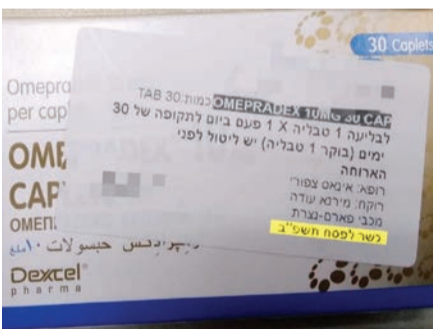 30 Caplets
Omepra
per cap
OME
CAP
OMEП
Dexcel®
pharma
OMEPRADEX 10MG 30 CAP כמות: 30 TAB
לבליעה 1 טבליה X 1 פעם ביום לתקופה של 30
ימים (בוקר 1 טבליה) יש ליטול לפני
הארוחה
רופא: אינאס צפורי
רוקח: מירנא עודה
מכבי פארם-נצרת
כשר לפסח תשפ"ב